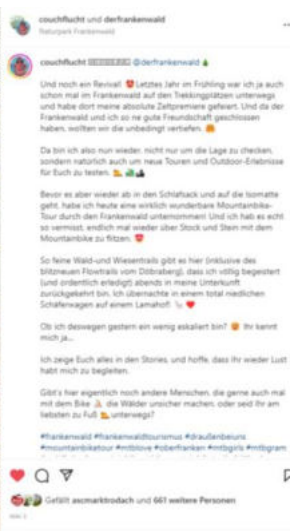 couchflucht und derfrankenwald
Naturpark Frankenwald
couchflucht @derfrankenwald🌲
Und noch ein Revival. Letztes Jahr im Frühling war ich ja auch
schon mal im Frankenwald auf den Trekkingplätzen unterwegs
und habe dort meine absolute Zeltpremiere gefeiert. Und da der
Frankenwald und ich so ne gute Freundschaft geschlossen
haben, wollten wir die unbedingt vertiefen.
Da bin ich also nun wieder, nicht nur um die Lage zu checken,
sondern natürlich auch um neue Touren und Outdoor-Erlebnisse
für Euch zu testen.
Bevor es aber wieder ab in den Schlafsack und auf die Isomatte
geht, habe ich heute eine wirklich wunderbare Mountainbike-
Tour durch den Frankenwald unternommen! Und ich hab es echt
so vermisst, endlich mal wieder über Stock und Stein mit dem
Mountainbike zu flitzen.
So feine Wald-und Wiesentrails gibt es hier (inklusive des
blitzneuen Flowtrails vom Döbraberg), dass ich völlig begeistert
(und ordentlich erledigt) abends in meine Unterkunft
zurückgekehrt bin. Ich übernachte in einem total niedlichen
Schäferwagen auf einem Lamahof! ❤️
Ob ich deswegen gestern ein wenig eskaliert bin? Ihr kennt
mich ja...
Ich zeige Euch alles in den Stories, und hoffe, dass Ihr wieder Lust
habt mich zu begleiten.
Gibt's hier eigentlich noch andere Menschen, die gerne auch mal
mit dem Bike die Wälder unsicher machen, oder seid Ihr am
liebsten zu Fuß unterwegs?
#frankenwald #frankenwaldtourismus #draußenbeiuns
#mountainbiketour #mtblove #oberfranken #mtbgirls #mtbgram
Gefällt ascmarktrodach und 661 weitere Personen